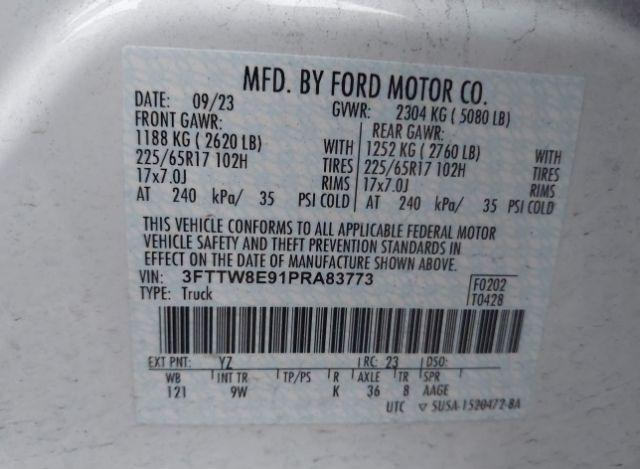 MFD. BY FORD MOTOR CO.
DATE: 09/23 GVWR: 2304 KG ( 5080 LB)
FRONT GAWR: REAR GAWR:
1188 KG ( 2620 LB) WITH 1252 KG ( 2760 LB) WITH
225/65R17 102H TIRES 225/65R17 102H TIRES
17x7.0J RIMS 17x7.0J RIMS
AT 240 kPa/ 35 PSI COLD AT 240 kPa/ 35 PSI COLD
THIS VEHICLE CONFORMS TO ALL APPLICABLE FEDERAL MOTOR
VEHICLE SAFETY AND THEFT PREVENTION STANDARDS IN
EFFECT ON THE DATE OF MANUFACTURE SHOWN ABOVE.
VIN: 3FTTW8E91PRA83773 F0202
TYPE: Truck T0428
EXT PNT: YZ RC: 23 DSO:
WB INT TR TP/PS R AXLE TR SPR
121 9W K 36 8 AAGE
UTC ▽ 5USA-1520472-BA